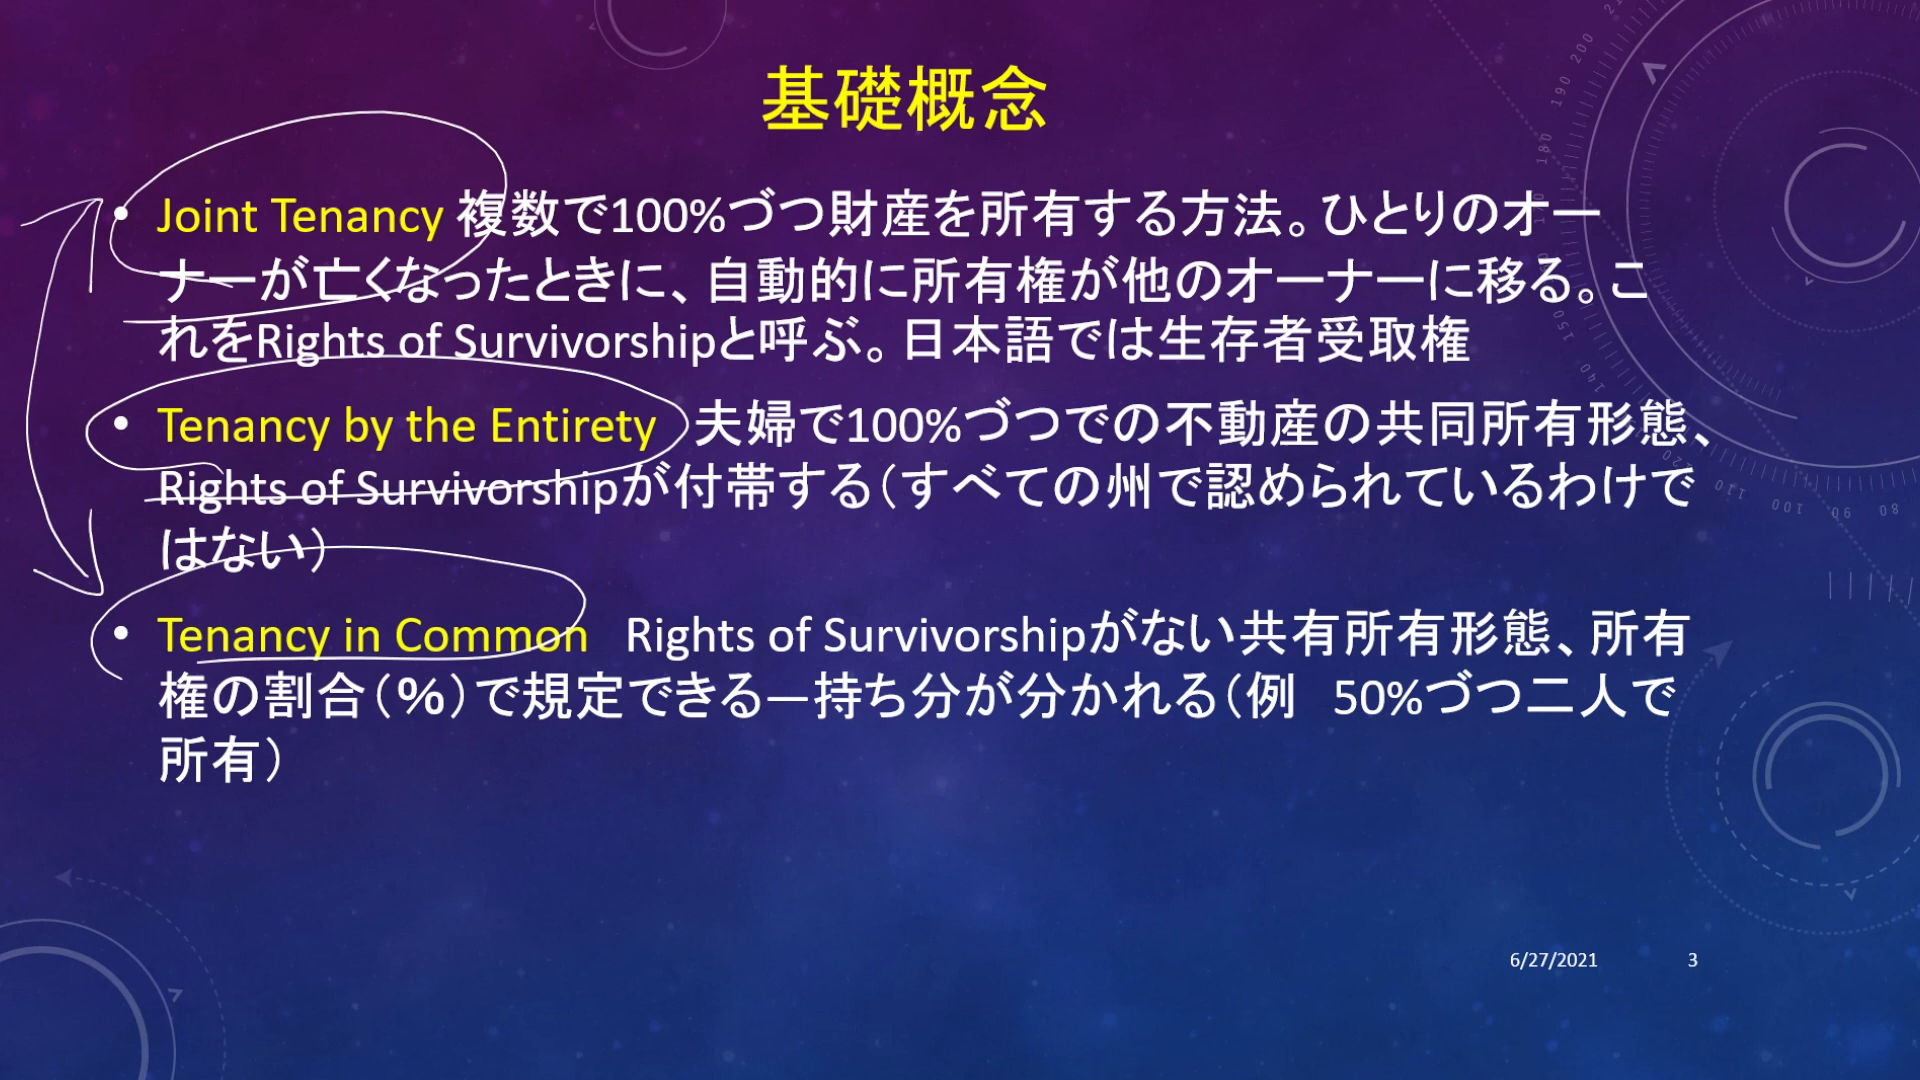 基礎概念
• Joint Tenancy 複数で100%づつ財産を所有する方法。ひとりのオー
ナーが亡くなったときに、自動的に所有権が他のオーナーに移る。こ
れをRights of Survivorshipと呼ぶ。日本語では生存者受取権
• Tenancy by the Entirety 夫婦で100%づつでの不動産の共同所有形態、
Rights of Survivorshipが付帯する(すべての州で認められているわけで
はない)
• Tenancy in Common Rights of Survivorshipがない共有所有形態、所有
権の割合(%)で規定できる—持ち分が分かれる(例 50%づつ二人で
所有)
6/27/2021 3